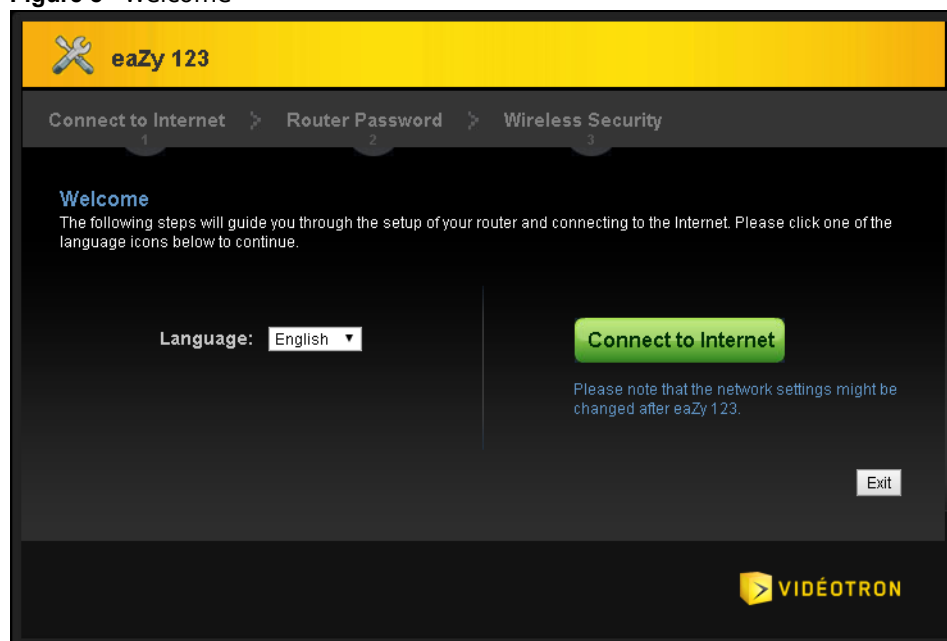 Welcome
eaZy 123
Connect to Internet > Router Password > Wireless Security
1 2 3
Welcome
The following steps will guide you through the setup of your router and connecting to the Internet. Please click one of the
language icons below to continue.
Language: English ▼
Connect to Internet
Please note that the network settings might be
changed after eaZy 123.
Exit
VIDÉOTRON